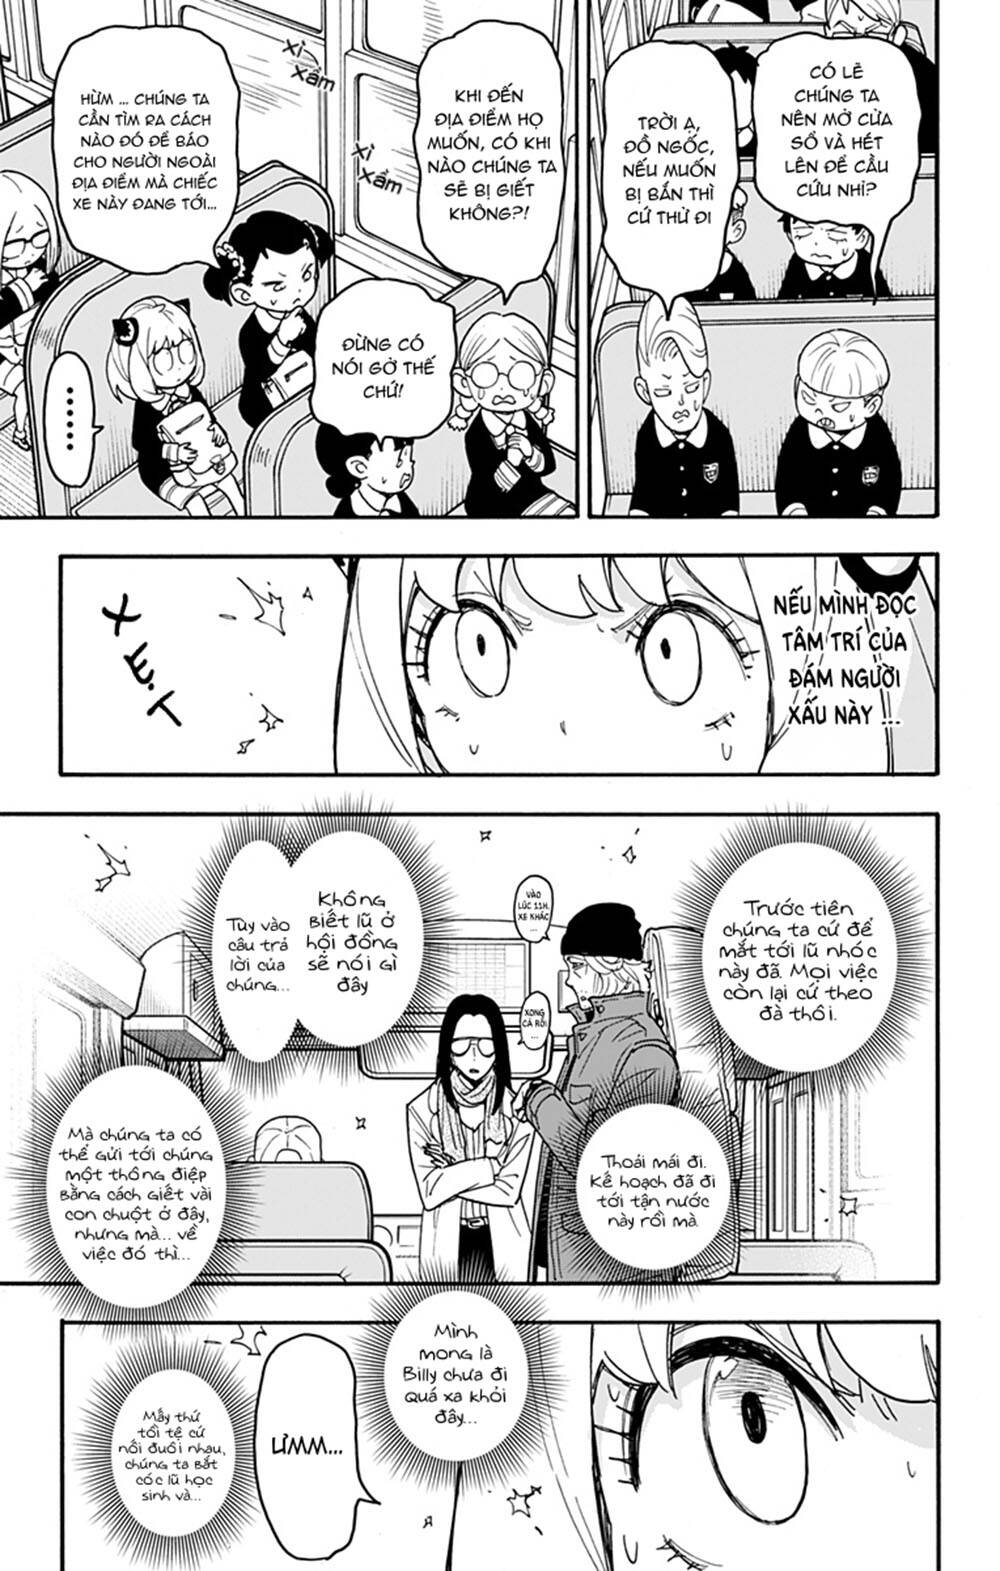 CÓ LẼ
CHÚNG TA
NÊN MỞ CỬA
SỔ VÀ HÉT
LÊN ĐỂ CẦU
CỨU NHỈ?
TRỜI Ạ,
ĐỒ NGỐC,
NẾU MUỐN
BỊ BẮN THÌ
CỨ THỬ ĐI
KHI ĐẾN
ĐỊA ĐIỂM HỌ
MUỐN, CÓ KHI
NÀO CHÚNG TA
SẼ BỊ GIẾT
KHÔNG?!
XÌ
XẦM
XÌ
XẦM
ĐỪNG CÓ
NÓI GỞ THẾ
CHỨ!
HỪM ... CHÚNG TA
CẦN TÌM RA CÁCH
NÀO ĐÓ ĐỂ BÁO
CHO NGƯỜI NGOÀI
ĐỊA ĐIỂM MÀ CHIẾC
XE NÀY ĐANG TỚI...
......
NẾU MÌNH ĐỌC
TÂM TRÍ CỦA
ĐÁM NGƯỜI
XẤU NÀY ...
XẸT
Trước tiên
chúng ta cứ để
mắt tới lũ nhóc
này đã. Mọi việc
còn lại cứ theo
đà thôi.
VÀO
LÚC 11H,
XE KHÁC
...
XONG
CẢ RỒI
...
Thoải mái đi.
Kế hoạch đã đi
tới tận nước
này rồi mà
Không
biết lũ ở
hội đồng
sẽ nói gì
đây
Tùy vào
câu trả
lời của
chúng...
Mà chúng ta có
thể gửi tới chúng
một thông điệp
bằng cách giết vài
con chuột ở đây,
nhưng mà... về
việc đó thì...
Mình
mong là
Billy chưa đi
quá xa khỏi
đây...
ƯMM...
Mấy thứ
tồi tệ cứ
nối đuôi nhau,
chúng ta bắt
cóc lũ học
sinh và...